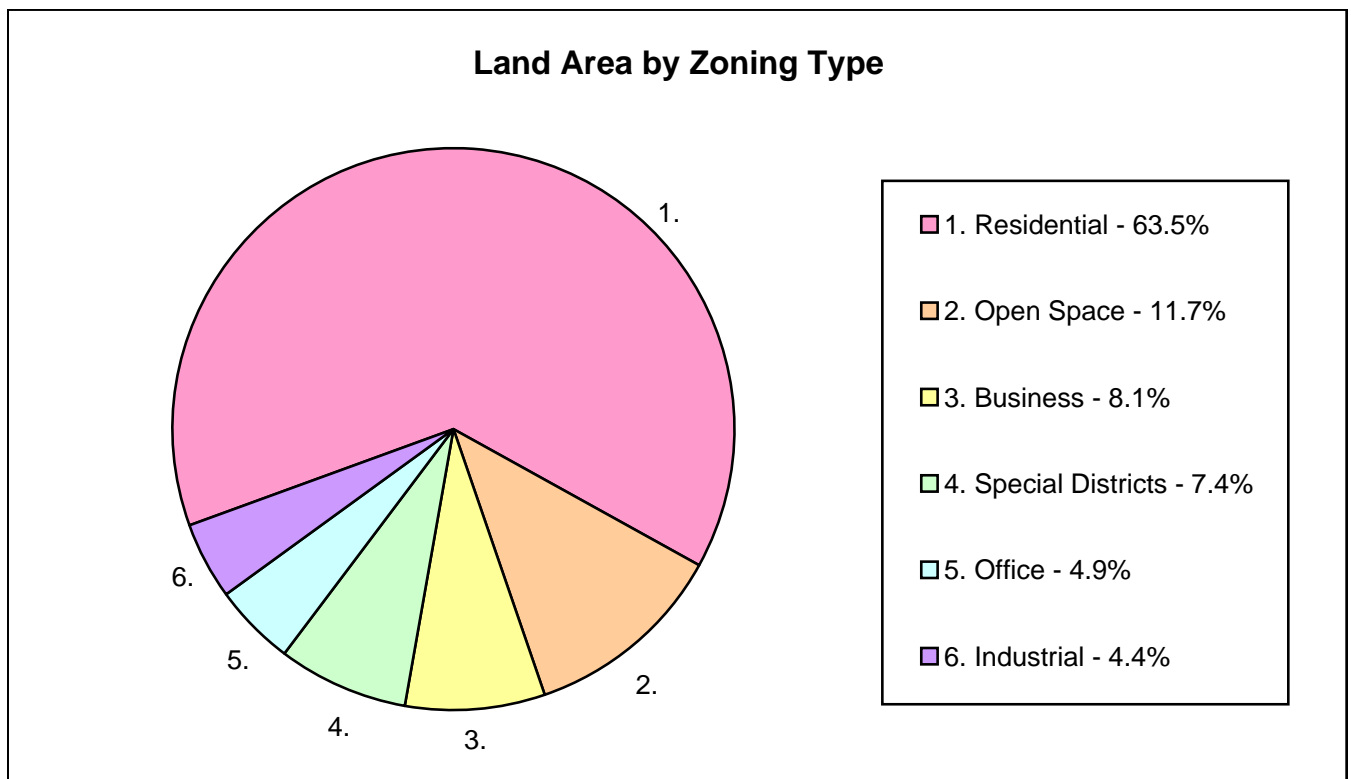 Land Area by Zoning Type
1.
2.
3.
4.
5.
6.
1. Residential - 63.5%
2. Open Space - 11.7%
3. Business - 8.1%
4. Special Districts - 7.4%
5. Office - 4.9%
6. Industrial - 4.4%